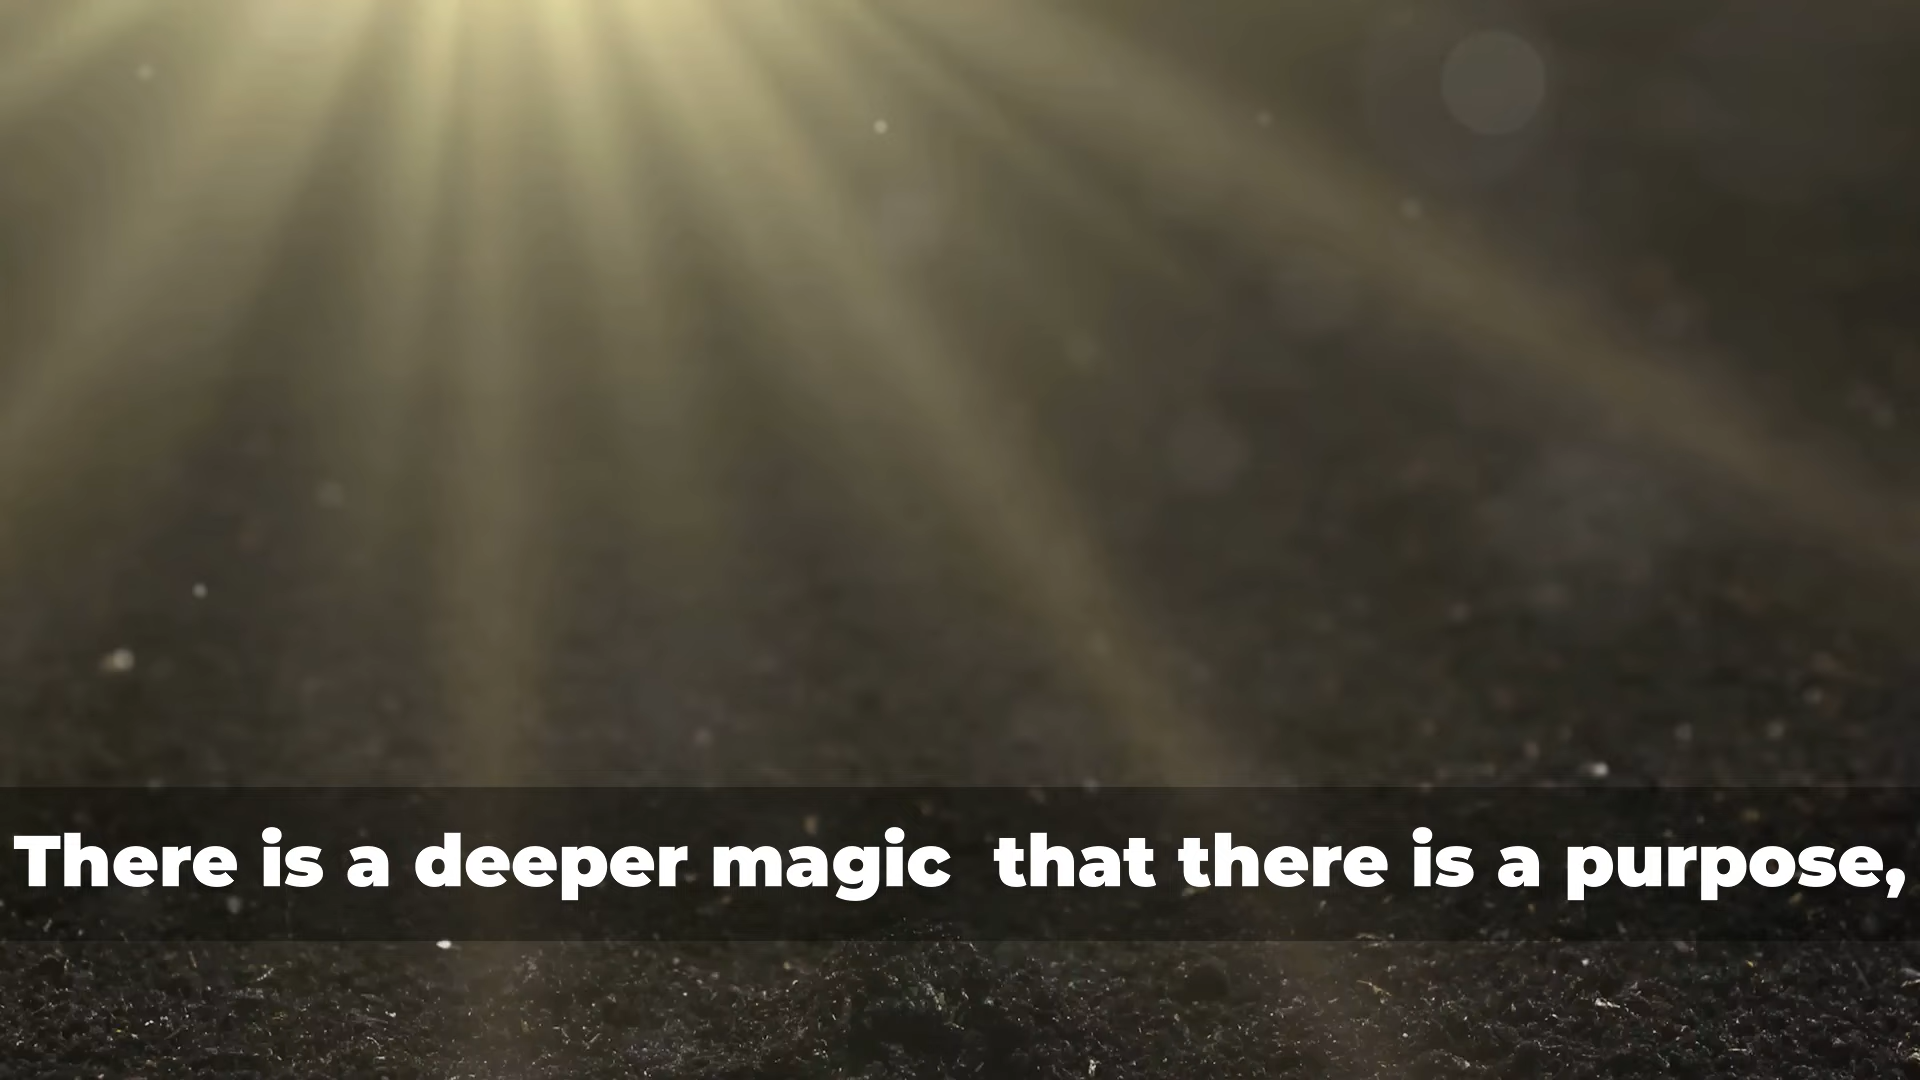 There is a deeper magic  that there is a purpose,